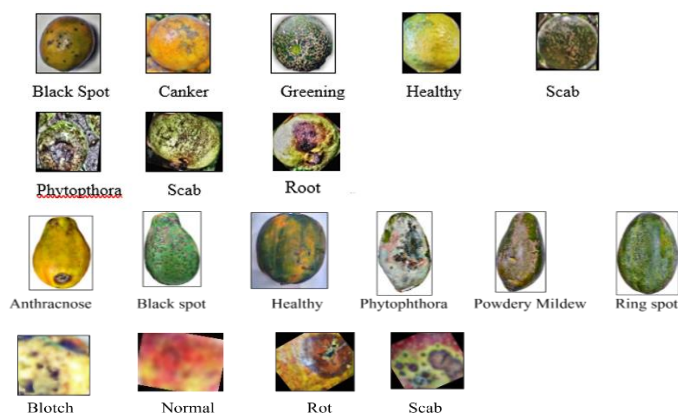 Black Spot Canker Greening Healthy Scab
Phytopthora Scab Root
Anthracnose Black spot Healthy Phytophthora Powdery Mildew Ring spot
Blotch Normal Rot Scab